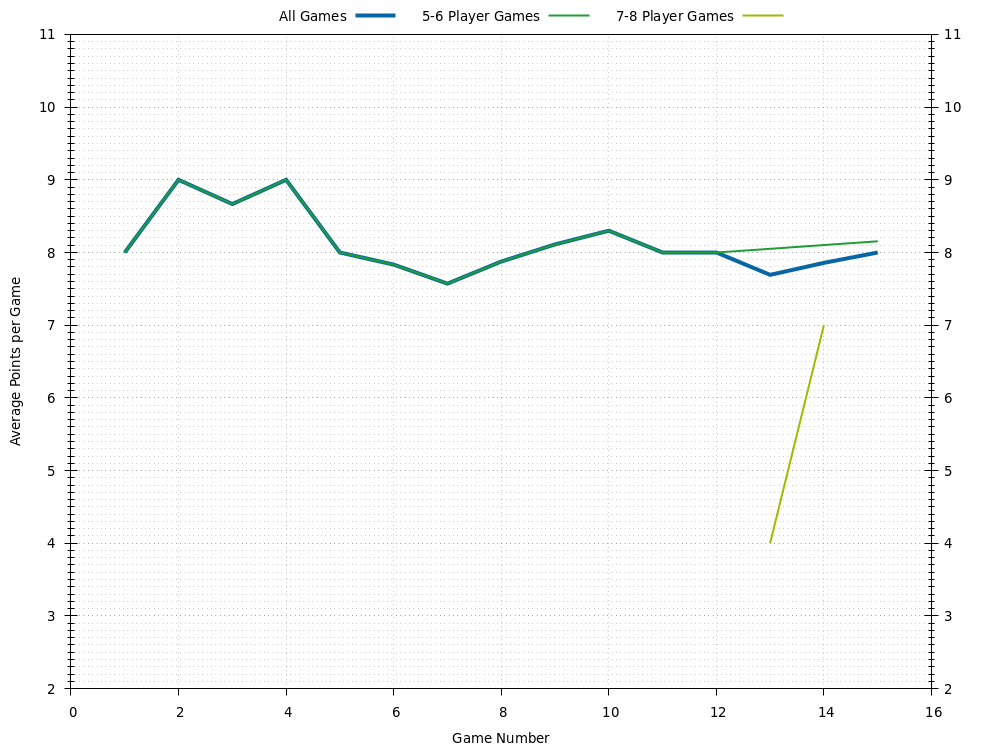 All Games 5-6 Player Games 7-8 Player Games
11 11
10 10
9 9
8 8
7 7
6 6
5 5
4 4
3 3
2 2
0 2 4 6 8 10 12 14 16
Average Points per Game
Game Number